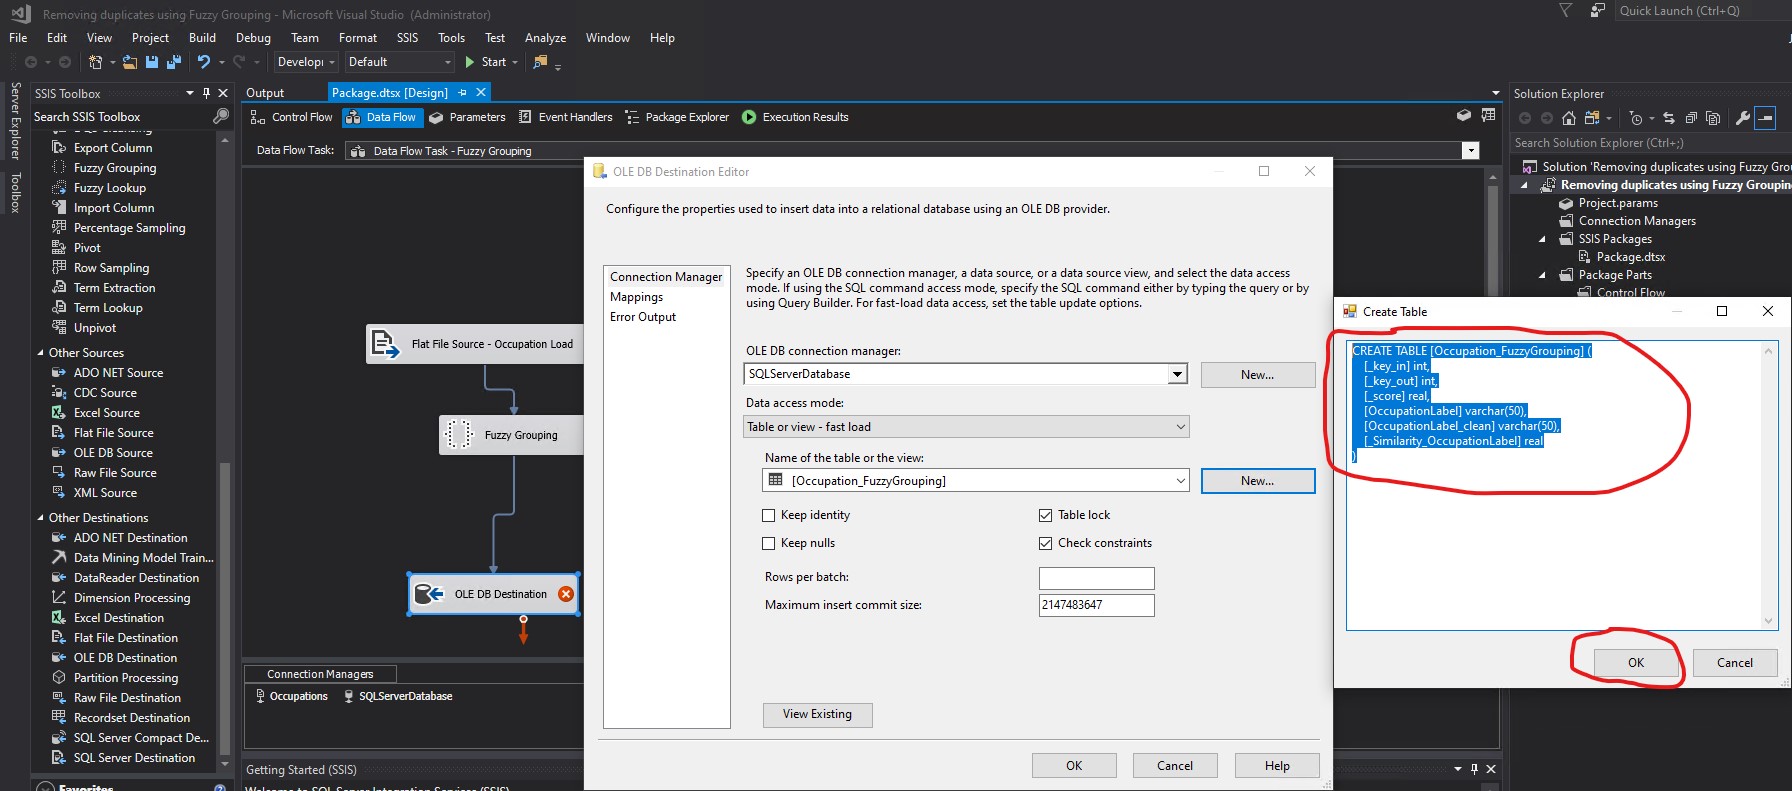 Removing duplicates using Fuzzy Grouping - Microsoft Visual Studio (Administrator)
Quick Launch (Ctrl+Q)
File Edit View Project Build Debug Team Format SSIS Tools Test Analyze Window Help
Develop Default Start
Server Explorer
Toolbox
SSIS Toolbox
Search SSIS Toolbox
Export Column
Fuzzy Grouping
Fuzzy Lookup
Import Column
Percentage Sampling
Pivot
Row Sampling
Term Extraction
Term Lookup
Unpivot
Other Sources
ADO NET Source
CDC Source
Excel Source
Flat File Source
OLE DB Source
Raw File Source
XML Source
Other Destinations
ADO NET Destination
Data Mining Model Train...
DataReader Destination
Dimension Processing
Excel Destination
Flat File Destination
OLE DB Destination
Partition Processing
Raw File Destination
Recordset Destination
SQL Server Compact De...
SQL Server Destination
Favorites
Output Package.dtsx [Design]
Control Flow Data Flow Parameters Event Handlers Package Explorer Execution Results
Data Flow Task: Data Flow Task - Fuzzy Grouping
Flat File Source - Occupation Load
Fuzzy Grouping
OLE DB Destination
Connection Managers
Occupations SQLServerDatabase
Getting Started (SSIS)
Welcome to SQL Server Integration Services (SSIS)
OLE DB Destination Editor
Configure the properties used to insert data into a relational database using an OLE DB provider.
Connection Manager
Mappings
Error Output
Specify an OLE DB connection manager, a data source, or a data source view, and select the data access
mode. If using the SQL command access mode, specify the SQL command either by typing the query or by
using Query Builder. For fast-load data access, set the table update options.
OLE DB connection manager:
SQLServerDatabase New...
Data access mode:
Table or view - fast load
Name of the table or the view:
[Occupation_FuzzyGrouping] New...
Keep identity Table lock
Keep nulls Check constraints
Rows per batch:
Maximum insert commit size: 2147483647
View Existing
OK Cancel Help
Solution Explorer
Search Solution Explorer (Ctrl+;)
Solution 'Removing duplicates using Fuzzy Grou
Removing duplicates using Fuzzy Groupin
Project.params
Connection Managers
SSIS Packages
Package.dtsx
Package Parts
Control Flow
Create Table
CREATE TABLE [Occupation_FuzzyGrouping] (
[_key_in] int,
[_key_out] int,
[_score] real,
[OccupationLabel] varchar(50),
[OccupationLabel_clean] varchar(50),
[_Similarity_OccupationLabel] real
)
OK Cancel